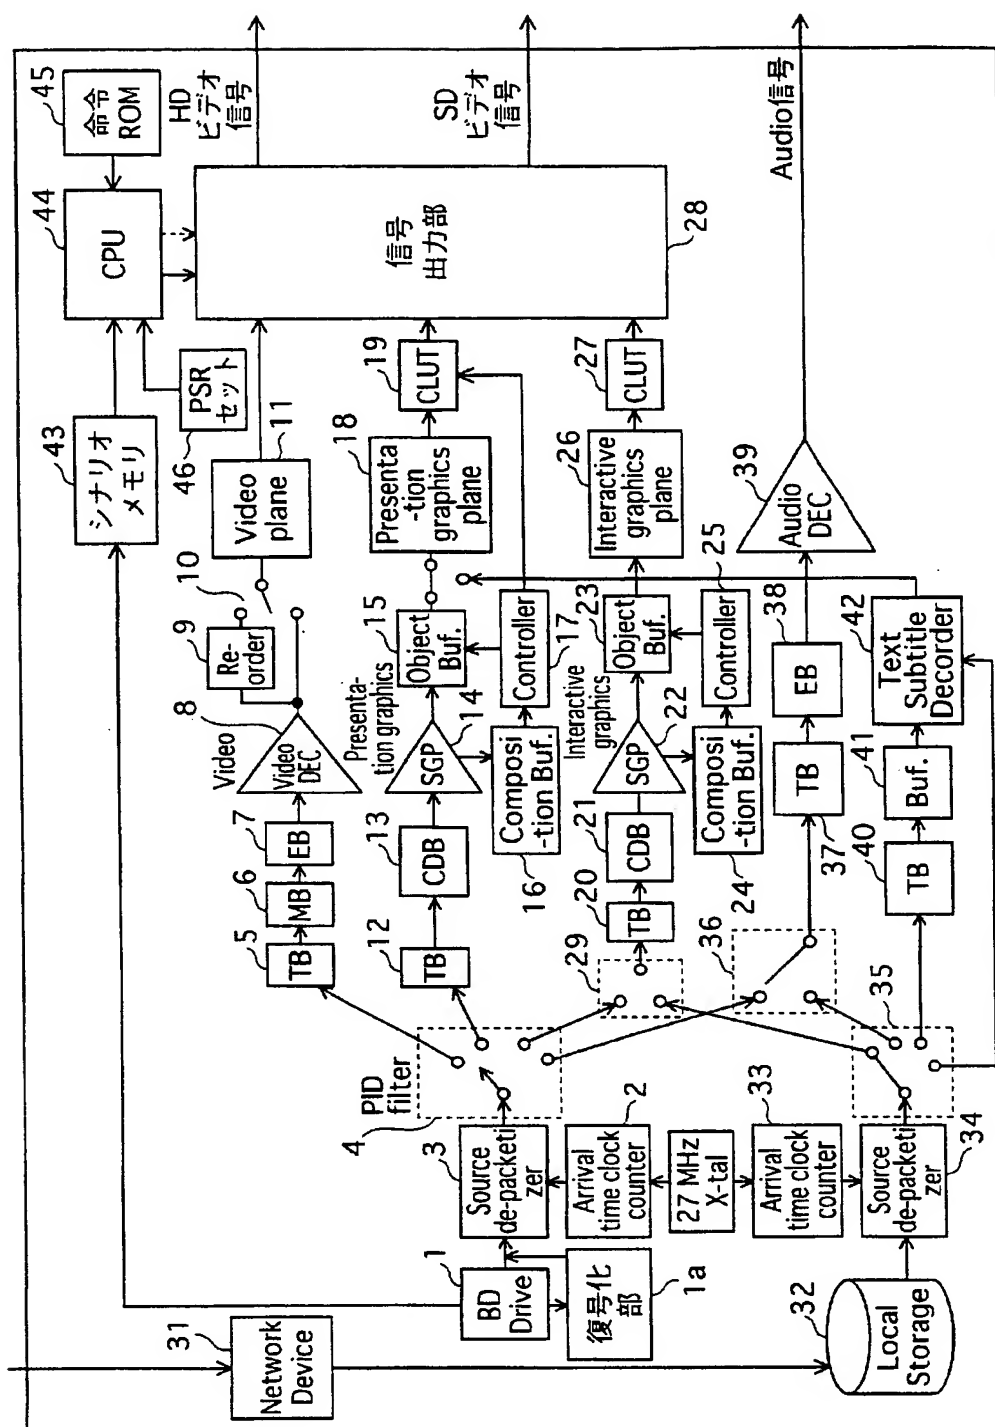 45
命令
ROM
44
CPU
HD
ビデオ
信号
SD
ビデオ
信号
Audio信号
信号
出力部
28
43
シナリオ
メモリ
46
PSR
セット
11
Video
plane
10
9
Re-
order
8
Video
Video
DEC
7
EB
6
MB
5
TB
19
CLUT
18
Presenta
-tion
graphics
plane
15
Object
Buf.
Presenta-
tion graphics
14
SGP
13
CDB
12
TB
17
Controller
16
Composi
-tion Buf.
27
CLUT
26
Interactive
graphics
plane
23
Object
Buf.
Interactive
graphics
22
SGP
21
CDB
20
TB
25
Controller
24
Composi
-tion Buf.
39
Audio
DEC
38
EB
37
TB
42
Text
Subtitle
Decorder
41
Buf.
40
TB
29
36
35
PID
filter
4
3
Source
de-packeti
zer
2
Arrival
time clock
counter
27 MHz
X-tal
33
Arrival
time clock
counter
34
Source
de-packeti
zer
1
BD
Drive
1a
復号化
部
31
Network
Device
32
Local
Storage